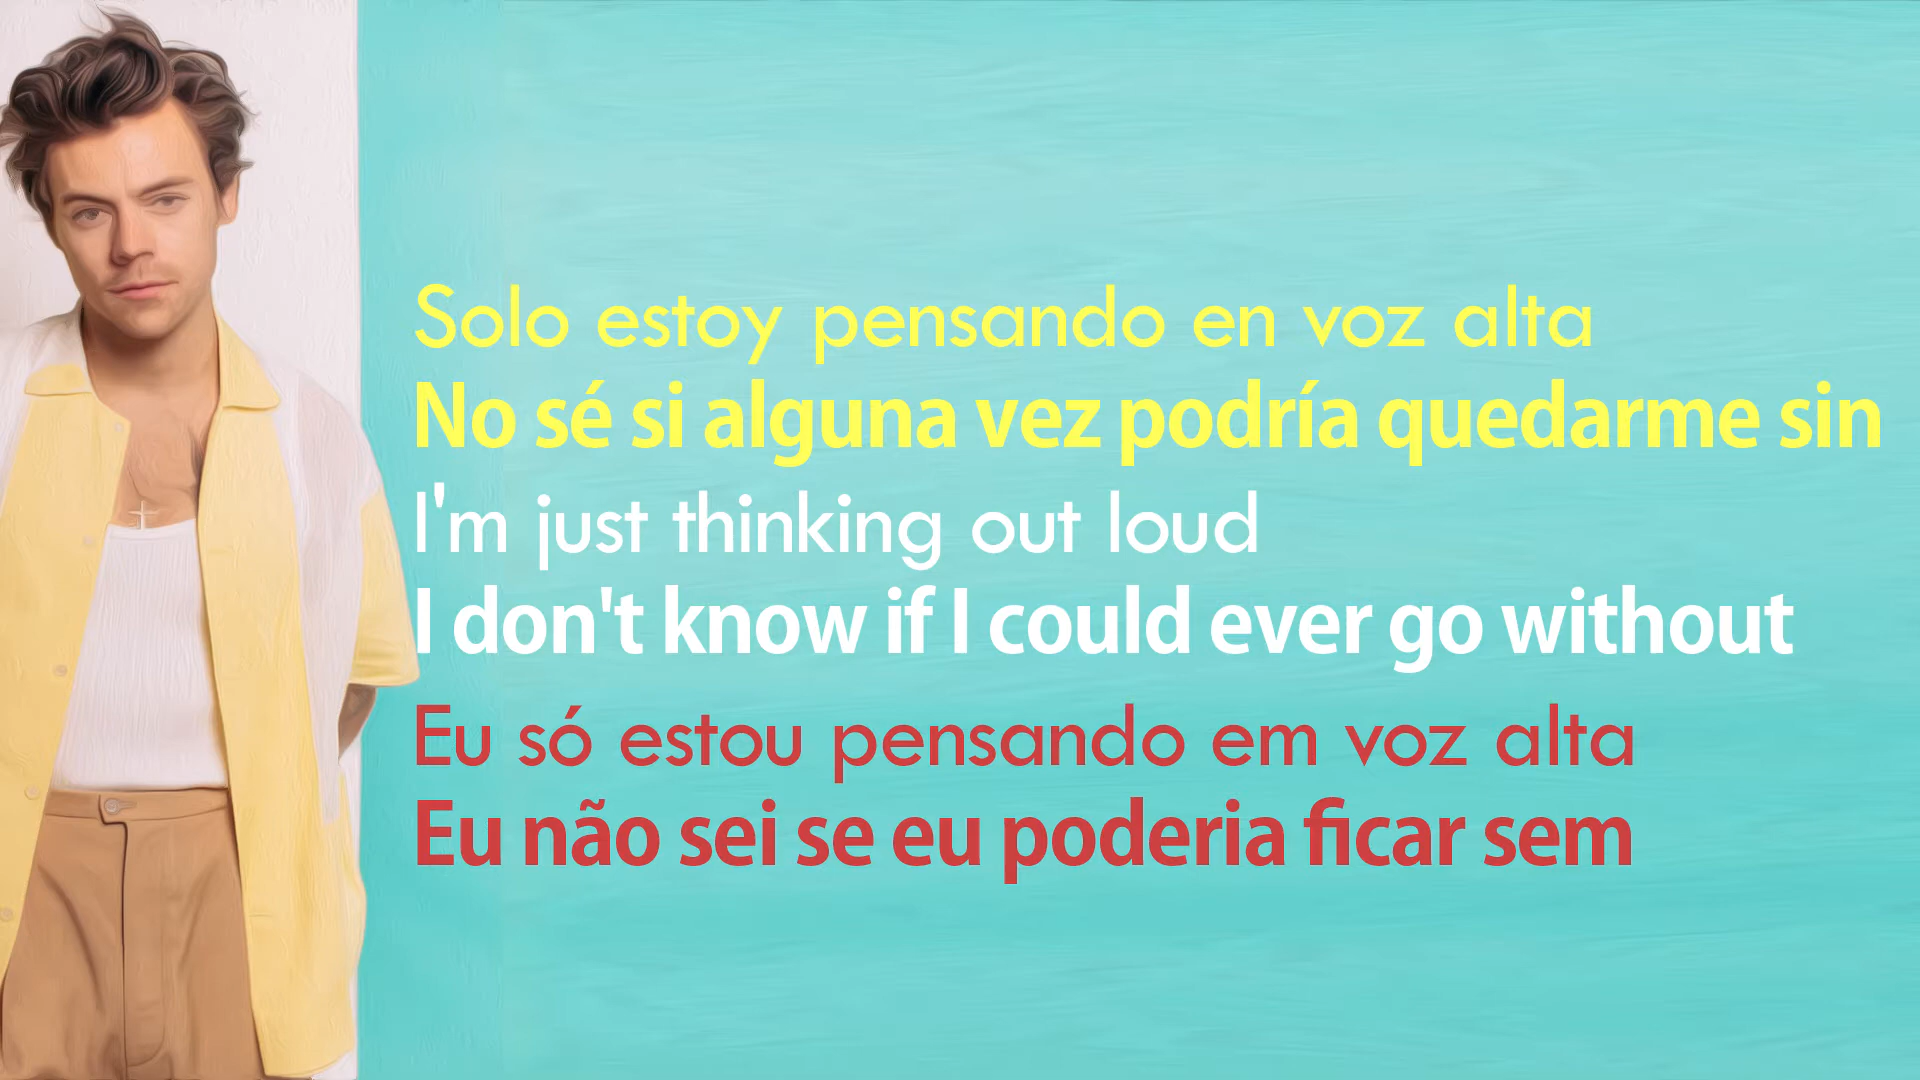 Solo estoy pensando en voz alta
No sé si alguna vez podría quedarme sin
I'm just thinking out loud
I don't know if I could ever go without
Eu só estou pensando em voz alta
Eu não sei se eu poderia ficar sem